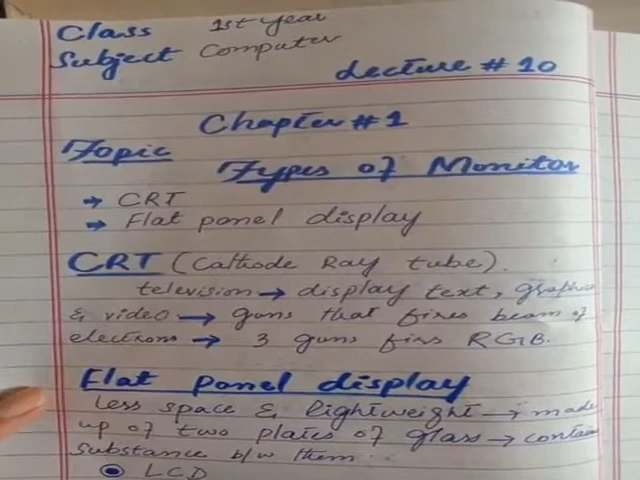 Class 1st year
Subject Computer
Lecture # 10
Chapter # 1
Topic
Types of Monitor
→ CRT
→ Flat panel display
CRT (Cathode Ray tube).
television → display text, graphics
& video → guns that fires beam of
electrons → 3 guns fires RGB.
Flat panel display
Less space & lightweight → made
up of two plates of glass → contain
substance b/w them.
LCD